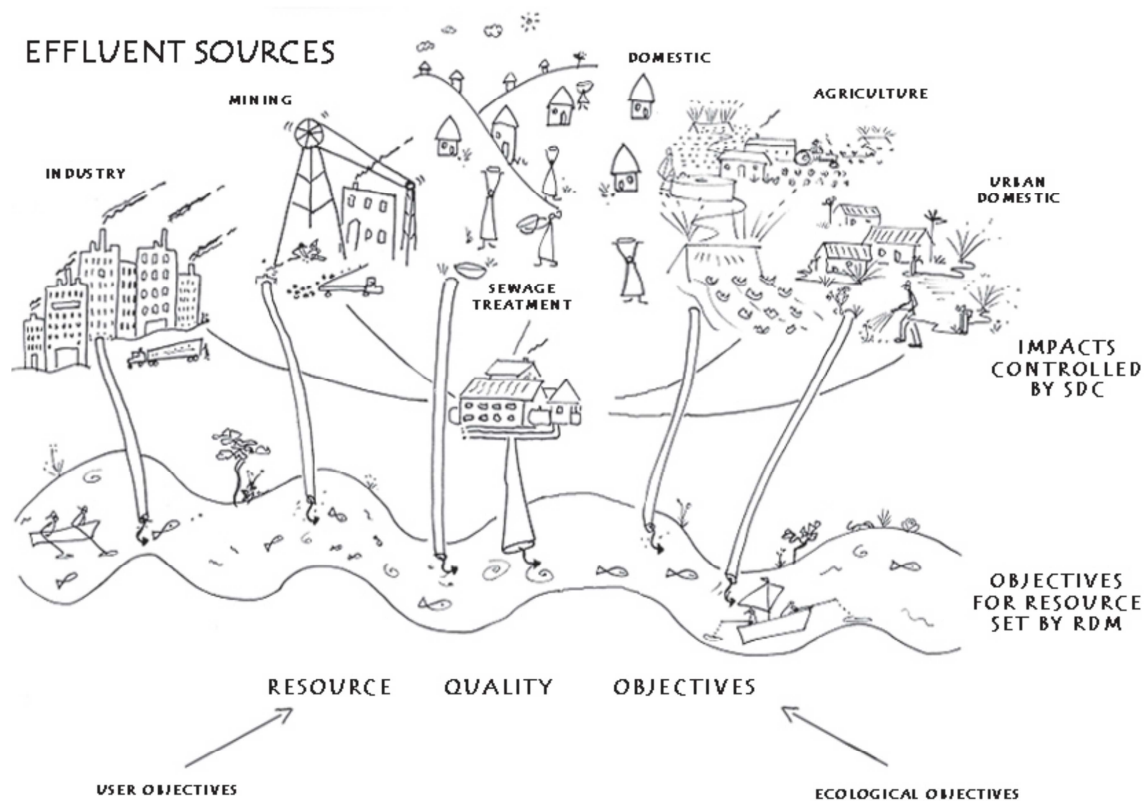 EFFLUENT SOURCES
DOMESTIC
MINING
AGRICULTURE
INDUSTRY
URBAN
DOMESTIC
SEWAGE
TREATMENT
IMPACTS
CONTROLLED
BY SDC
OBJECTIVES
FOR RESOURCE
SET BY RDM
RESOURCE QUALITY OBJECTIVES
USER OBJECTIVES
ECOLOGICAL OBJECTIVES